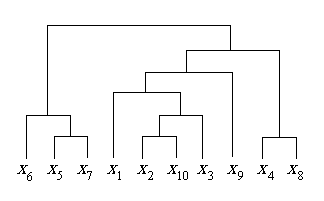 x₆ x₅ x₇ x₁ x₂ x₁₀ x₃ x₉ x₄ x₈